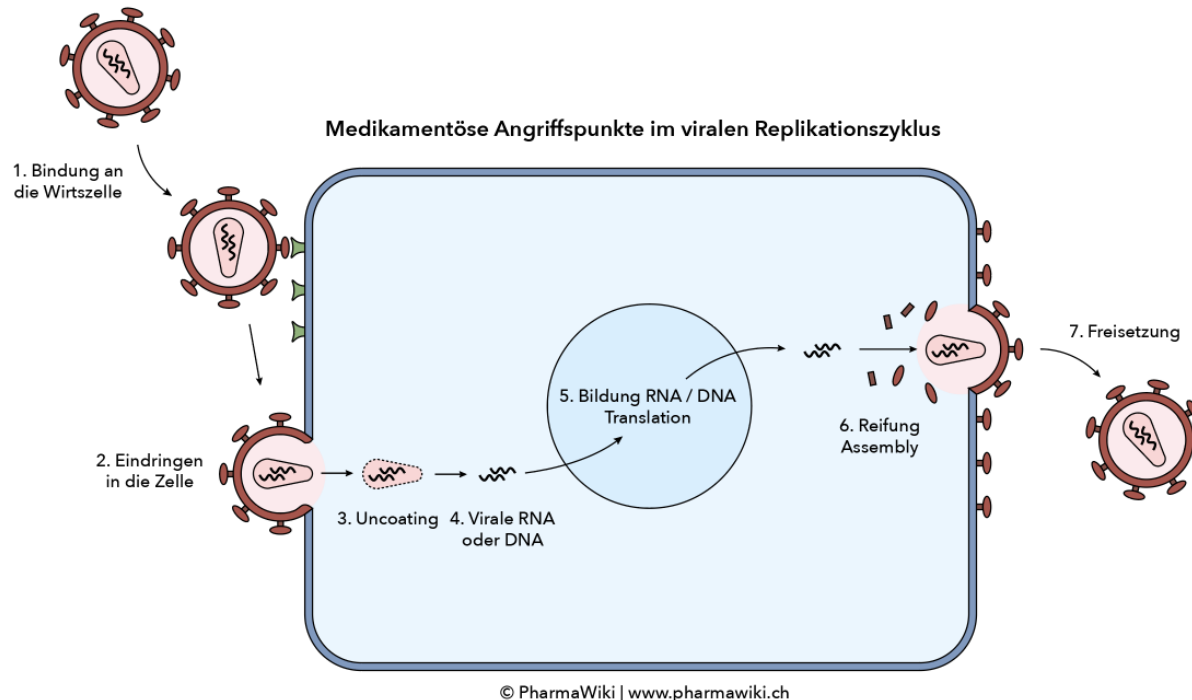 Medikamentöse Angriffspunkte im viralen Replikationszyklus
1. Bindung an
die Wirtszelle
2. Eindringen
in die Zelle
3. Uncoating
4. Virale RNA
oder DNA
5. Bildung RNA / DNA
Translation
6. Reifung
Assembly
7. Freisetzung
© PharmaWiki | www.pharmawiki.ch